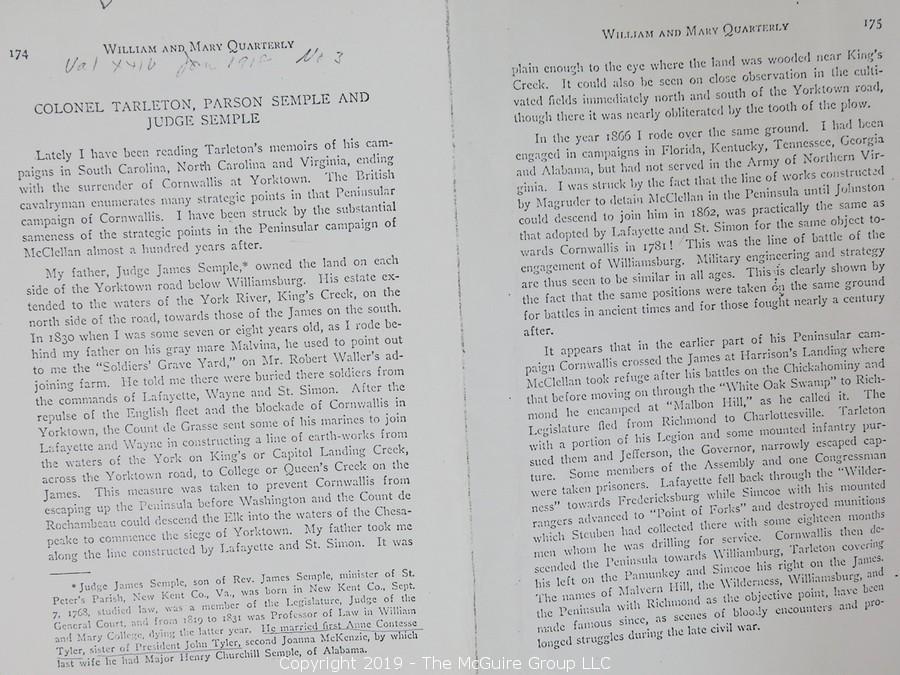 174
WILLIAM AND MARY QUARTERLY
Vol XXIV Jan No 3
COLONEL TARLETON, PARSON SEMPLE AND
JUDGE SEMPLE
Lately I have been reading Tarleton's memoirs of his cam-
paigns in South Carolina, North Carolina and Virginia, ending
with the surrender of Cornwallis at Yorktown. The British
cavalryman enumerates many strategic points in that Peninsular
campaign of Cornwallis. I have been struck by the substantial
sameness of the strategic points in the Peninsular campaign of
McClellan almost a hundred years after.
My father, Judge James Semple,* owned the land on each
side of the Yorktown road below Williamsburg. His estate ex-
tended to the waters of the York River, King's Creek, on the
north side of the road, towards those of the James on the south.
In 1830 when I was some seven or eight years old, as I rode be-
hind my father on his gray mare Malvina, he used to point out
to me the "Soldiers' Grave Yard," on Mr. Robert Waller's ad-
joining farm. He told me there were buried there soldiers from
the commands of Lafayette, Wayne and St. Simon. After the
repulse of the English fleet and the blockade of Cornwallis in
Yorktown, the Count de Grasse sent some of his marines to join
Lafayette and Wayne in constructing a line of earth-works from
the waters of the York on King's or Capitol Landing Creek,
across the Yorktown road, to College or Queen's Creek on the
James. This measure was taken to prevent Cornwallis from
escaping up the Peninsula before Washington and the Count de
Rochambeau could descend the Elk into the waters of the Chesa-
peake to commence the siege of Yorktown. My father took me
along the line constructed by Lafayette and St. Simon. It was
* Judge James Semple, son of Rev. James Semple, minister of St.
Peter's Parish, New Kent Co., Va., was born in New Kent Co., Sept.
7, 1768, studied law, was a member of the Legislature, Judge of the
General Court, and from 1819 to 1831 was Professor of Law in William
and Mary College, dying the latter year. He married first Anne Contesse
Tyler, sister of President John Tyler, second Joanna McKenzie, by which
last wife he had Major Henry Churchill Semple, of Alabama.
WILLIAM AND MARY QUARTERLY
175
plain enough to the eye where the land was wooded near King's
Creek. It could also be seen on close observation in the culti-
vated fields immediately north and south of the Yorktown road,
though there it was nearly obliterated by the tooth of the plow.
In the year 1866 I rode over the same ground. I had been
engaged in campaigns in Florida, Kentucky, Tennessee, Georgia
and Alabama, but had not served in the Army of Northern Vir-
ginia. I was struck by the fact that the line of works constructed
by Magruder to detain McClellan in the Peninsula until Johnston
could descend to join him in 1862, was practically the same as
that adopted by Lafayette and St. Simon for the same object to-
wards Cornwallis in 1781! This was the line of battle of the
engagement of Williamsburg. Military engineering and strategy
are thus seen to be similar in all ages. This is clearly shown by
the fact that the same positions were taken on the same ground
for battles in ancient times and for those fought nearly a century
after.
It appears that in the earlier part of his Peninsular cam-
paign Cornwallis crossed the James at Harrison's Landing where
McClellan took refuge after his battles on the Chickahominy and
that before moving on through the "White Oak Swamp" to Rich-
mond he encamped at "Malbon Hill," as he called it. The
Legislature fled from Richmond to Charlottesville. Tarleton
with a portion of his Legion and some mounted infantry pur-
sued them and Jefferson, the Governor, narrowly escaped cap-
ture. Some members of the Assembly and one Congressman
were taken prisoners. Lafayette fell back through the "Wilder-
ness" towards Fredericksburg while Simcoe with his mounted
rangers advanced to "Point of Forks" and destroyed munitions
which Steuben had collected there with some eighteen months
men whom he was drilling for service. Cornwallis then de-
scended the Peninsula towards Williamburg, Tarleton covering
his left on the Pamunkey and Simcoe his right on the James.
The names of Malvern Hill, the Wilderness, Williamsburg, and
the Peninsula with Richmond as the objective point, have been
made famous since, as scenes of bloody encounters and pro-
longed struggles during the late civil war.
Copyright 2019 - The McGuire Group LLC